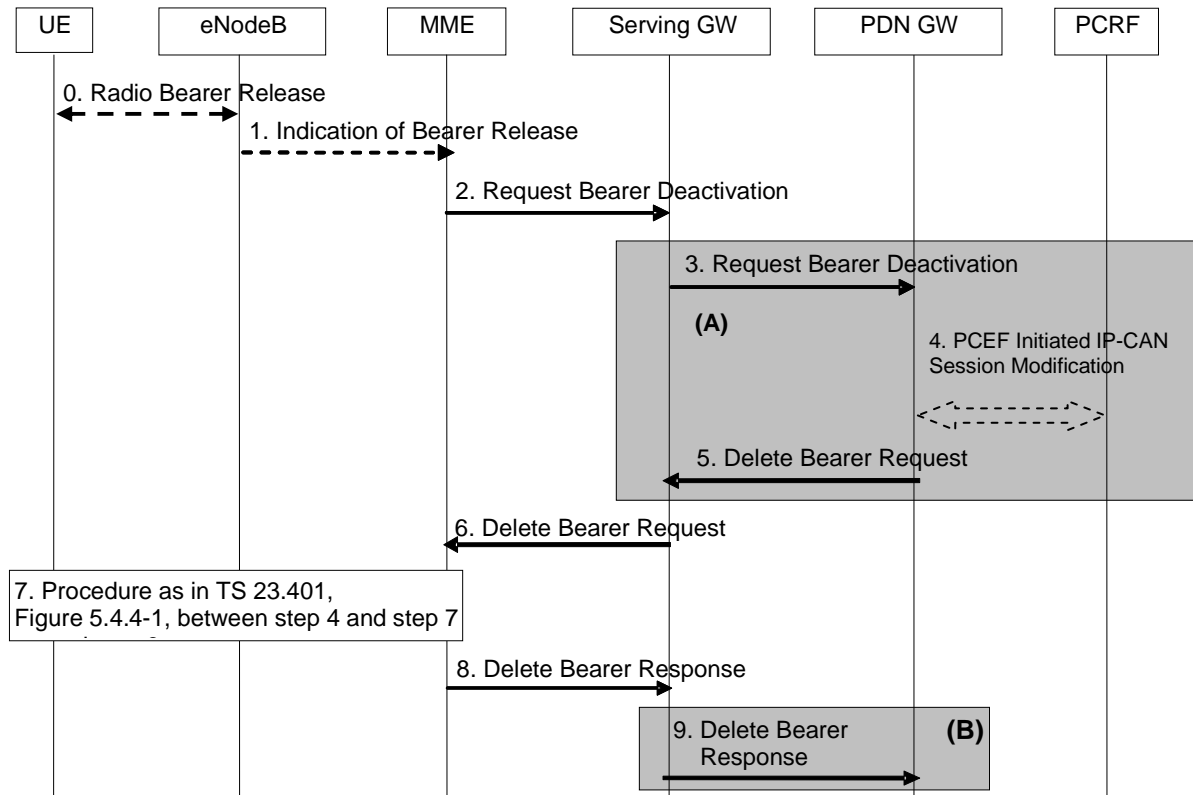 UE eNodeB MME Serving GW PDN GW PCRF
0. Radio Bearer Release
1. Indication of Bearer Release
2. Request Bearer Deactivation
3. Request Bearer Deactivation
(A)
4. PCEF Initiated IP-CAN
Session Modification
5. Delete Bearer Request
6. Delete Bearer Request
7. Procedure as in TS 23.401,
Figure 5.4.4-1, between step 4 and step 7
8. Delete Bearer Response
9. Delete Bearer
Response
(B)